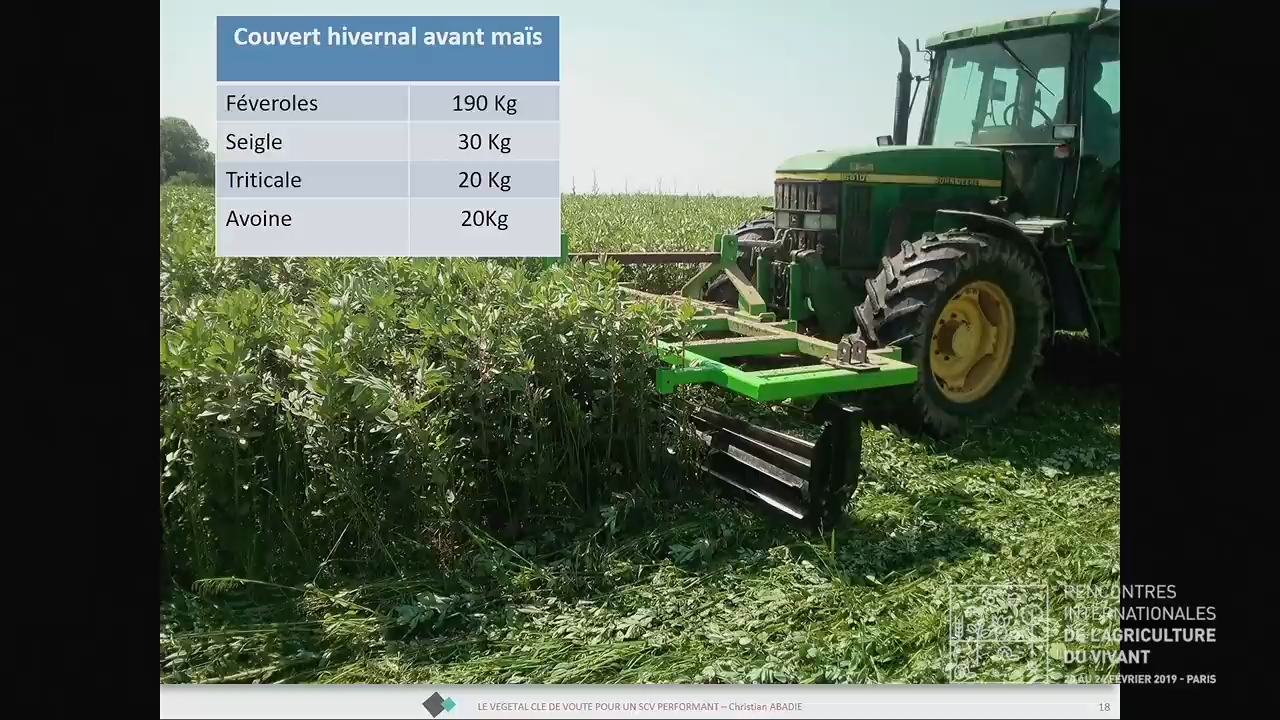 Couvert hivernal avant maïs
Féveroles 190 Kg
Seigle 30 Kg
Triticale 20 Kg
Avoine 20Kg
JOHN DEERE
RENCONTRES
INTERNATIONALES
DE L'AGRICULTURE
DU VIVANT
FÉVRIER 2019 - PARIS
LE VEGETAL CLE DE VOUTE POUR UN SCV PERFORMANT – Christian ABADIE
18